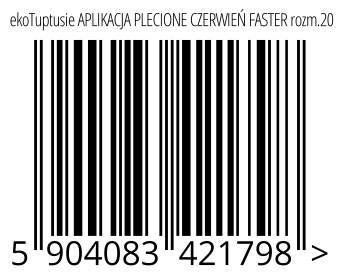 ekoTuptusie APLIKACJA PLECIONE CZERWIEŃ FASTER rozm.20
5 904083 421798 >